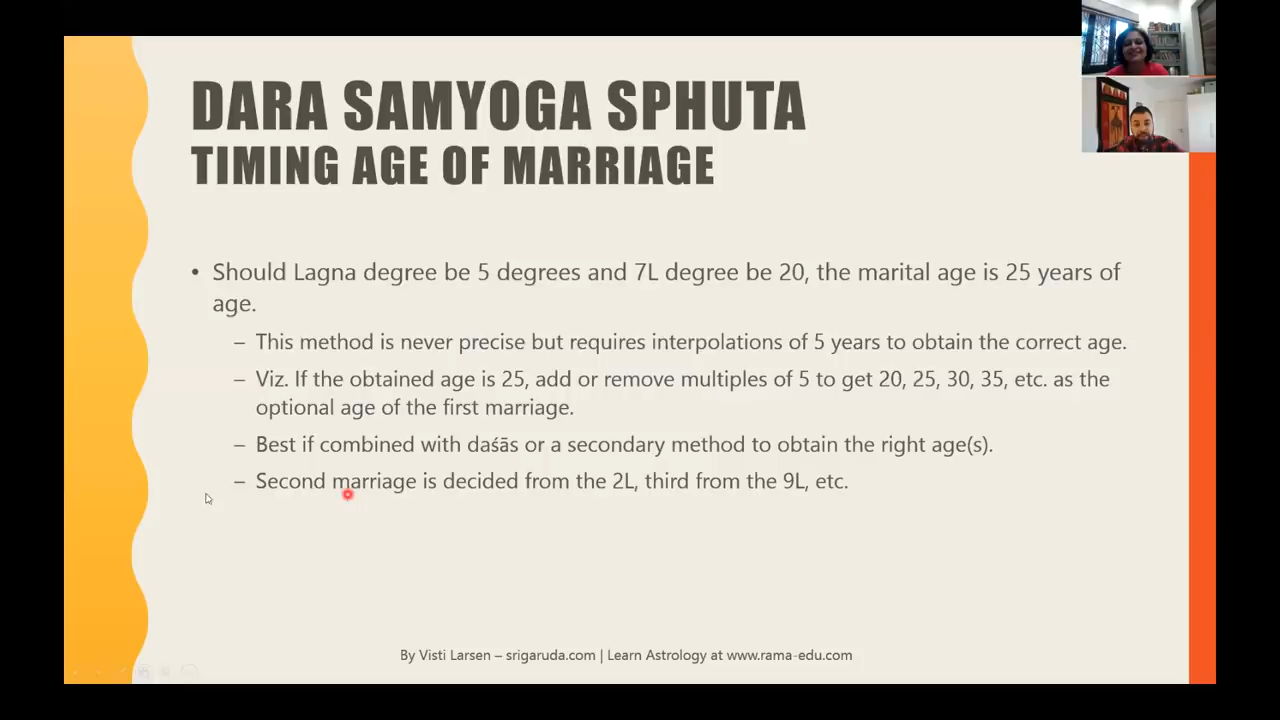 DARA SAMYOGA SPHUTA
TIMING AGE OF MARRIAGE
• Should Lagna degree be 5 degrees and 7L degree be 20, the marital age is 25 years of
age.
– This method is never precise but requires interpolations of 5 years to obtain the correct age.
– Viz. If the obtained age is 25, add or remove multiples of 5 to get 20, 25, 30, 35, etc. as the
optional age of the first marriage.
– Best if combined with daśās or a secondary method to obtain the right age(s).
– Second marriage is decided from the 2L, third from the 9L, etc.
By Visti Larsen – srigaruda.com | Learn Astrology at www.rama-edu.com